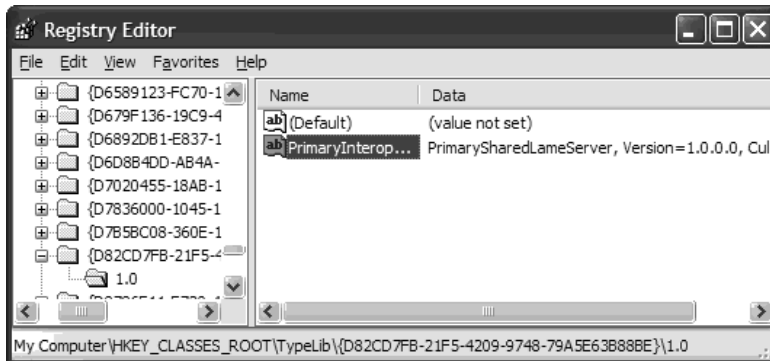 Registry Editor
File Edit View Favorites Help
{D6589123-FC70-1
{D679F136-19C9-4
{D6892DB1-E837-1
{D6D8B4DD-AB4A-
{D7020455-18AB-1
{D7836000-1045-1
{D7B5BC08-360E-1
{D82CD7FB-21F5-4
1.0
Name Data
(Default) (value not set)
PrimaryInterop... PrimarySharedLameServer, Version=1.0.0.0, Cul
My Computer\HKEY_CLASSES_ROOT\TypeLib\{D82CD7FB-21F5-4209-9748-79A5E63B88BE}\1.0